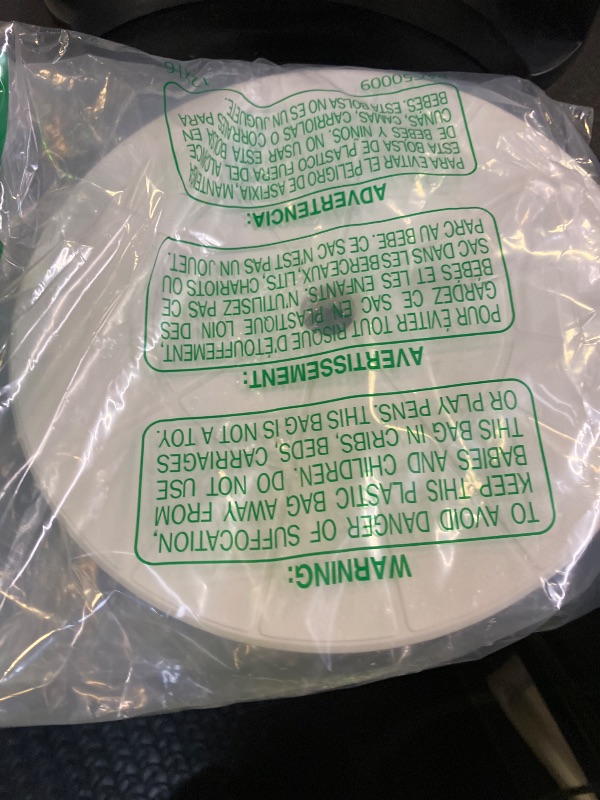 WARNING:
TO AVOID DANGER OF SUFFOCATION,
KEEP THIS PLASTIC BAG AWAY FROM
BABIES AND CHILDREN. DO NOT USE
THIS BAG IN CRIBS, BEDS, CARRIAGES
OR PLAY PENS. THIS BAG IS NOT A TOY.
AVERTISSEMENT:
POUR ÉVITER TOUT RISQUE D'ÉTOUFFEMENT.
GARDEZ CE SAC EN PLASTIQUE LOIN DES
BEBÉS ET LES ENFANTS. N'UTILISEZ PAS CE
SAC DANS LES BERCEAUX, LITS, CHARIOTS OU
PARC AU BEBE. CE SAC N'EST PAS UN JOUET.
ADVERTENCIA:
PARA EVITAR EL PELIGRO DE ASFIXIA, MANTENER
ESTA BOLSA DE PLASTICO FUERA DEL ALCANCE
DE BEBES Y NINOS. NO USAR ESTA BOLSA EN
CUNAS, CAMAS, CARRIOLAS O CORRALES PARA
BEBES. ESTA BOLSA NO ES UN JUGUETE.
50009
12X16